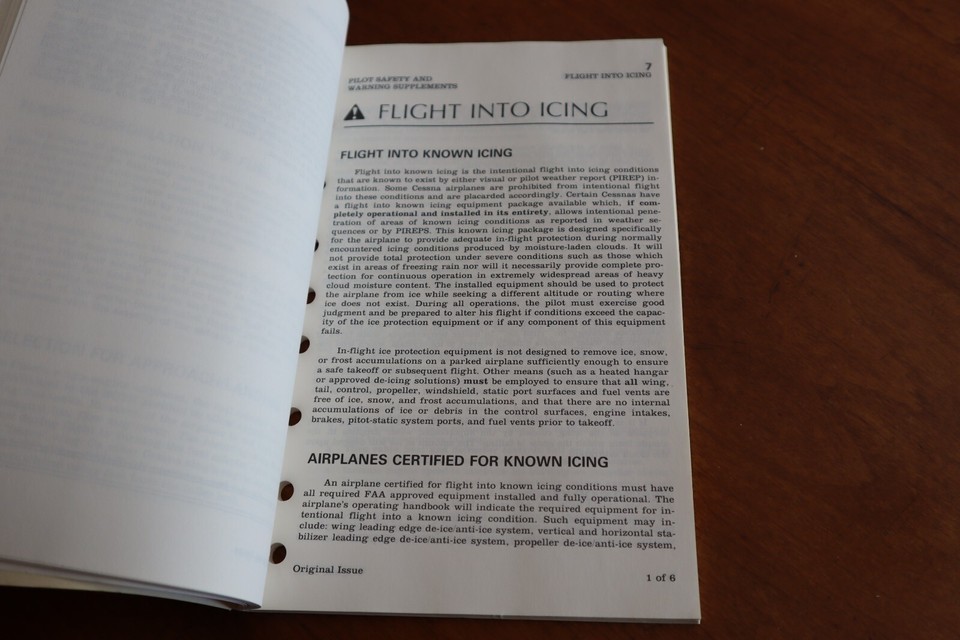 PILOT SAFETY AND
WARNING SUPPLEMENTS
7
FLIGHT INTO ICING
FLIGHT INTO ICING
FLIGHT INTO KNOWN ICING
Flight into known icing is the intentional flight into icing conditions
that are known to exist by either visual or pilot weather report (PIREP) in-
formation. Some Cessna airplanes are prohibited from intentional flight
into these conditions and are placarded accordingly. Certain Cessnas have
a flight into known icing equipment package available which, if com-
pletely operational and installed in its entirety, allows intentional pene-
tration of areas of known icing conditions as reported in weather se-
quences or by PIREPS. This known icing package is designed specifically
for the airplane to provide adequate in-flight protection during normally
encountered icing conditions produced by moisture-laden clouds. It will
not provide total protection under severe conditions such as those which
exist in areas of freezing rain nor will it necessarily provide complete pro-
tection for continuous operation in extremely widespread areas of heavy
cloud moisture content. The installed equipment should be used to protect
the airplane from ice while seeking a different altitude or routing where
ice does not exist. During all operations, the pilot must exercise good
judgment and be prepared to alter his flight if conditions exceed the capac-
ity of the ice protection equipment or if any component of this equipment
fails.
In-flight ice protection equipment is not designed to remove ice, snow,
or frost accumulations on a parked airplane sufficiently enough to ensure
a safe takeoff or subsequent flight. Other means (such as a heated hangar
or approved de-icing solutions) must be employed to ensure that all wing,
tail, control, propeller, windshield, static port surfaces and fuel vents are
free of ice, snow, and frost accumulations, and that there are no internal
accumulations of ice or debris in the control surfaces, engine intakes,
brakes, pitot-static system ports, and fuel vents prior to takeoff.
AIRPLANES CERTIFIED FOR KNOWN ICING
An airplane certified for flight into known icing conditions must have
all required FAA approved equipment installed and fully operational. The
airplane's operating handbook will indicate the required equipment for in-
tentional flight into a known icing condition. Such equipment may in-
clude: wing leading edge de-ice/anti-ice system, vertical and horizontal sta-
bilizer leading edge de-ice/anti-ice system, propeller de-ice/anti-ice system,
Original Issue
1 of 6